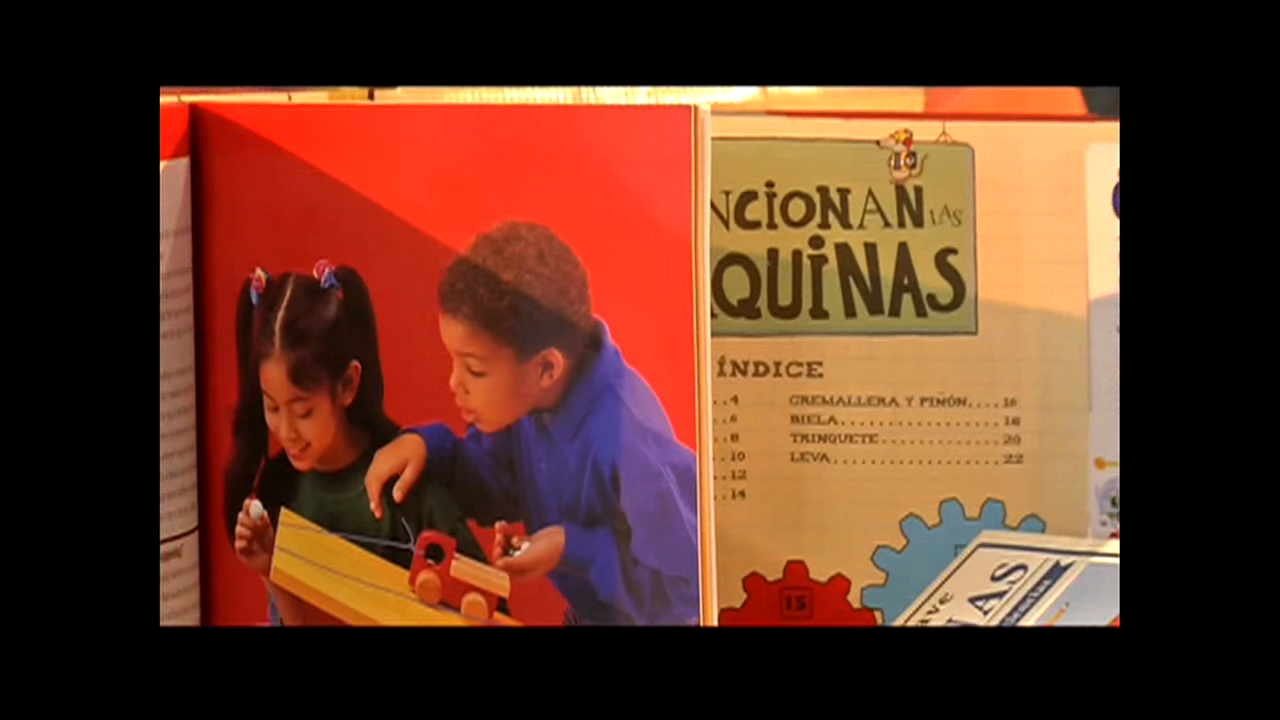 NCiONAN LAS
QUiNAS
ÍNDICE
..4 CREMALLERA Y PIÑÓN....16
..6 BIELA..................18
..8 TRINQUETE..............20
..10 LEVA...................22
..12
..14
15
AVE
AS